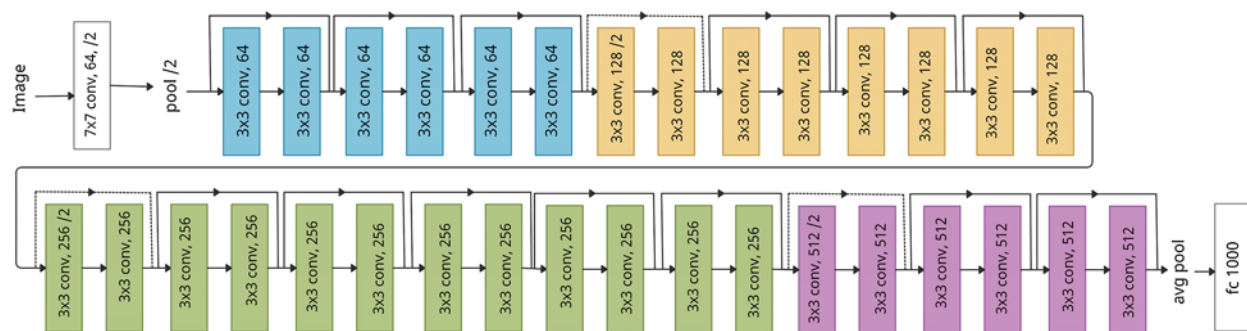 Image
7x7 conv, 64, /2
pool /2
3x3 conv, 64
3x3 conv, 64
3x3 conv, 64
3x3 conv, 64
3x3 conv, 64
3x3 conv, 64
3x3 conv, 128 /2
3x3 conv, 128
3x3 conv, 128
3x3 conv, 128
3x3 conv, 128
3x3 conv, 128
3x3 conv, 128
3x3 conv, 128
3x3 conv, 256 /2
3x3 conv, 256
3x3 conv, 256
3x3 conv, 256
3x3 conv, 256
3x3 conv, 256
3x3 conv, 256
3x3 conv, 256
3x3 conv, 256
3x3 conv, 256
3x3 conv, 256
3x3 conv, 256
3x3 conv, 512 /2
3x3 conv, 512
3x3 conv, 512
3x3 conv, 512
3x3 conv, 512
3x3 conv, 512
avg pool
fc 1000